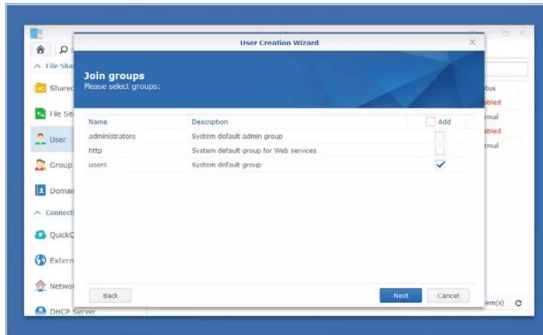 User Creation Wizard
File Sha
Join groups
Please select groups:
Shared
File Se
User
Group
Domai
Connecti
QuickC
Extern
Networ
DHCP Server
Name Description Add
administrators System default admin group
http System default group for Web services
users System default group
Back Next Cancel
tus
abled
rmal
abled
rmal
em(s)